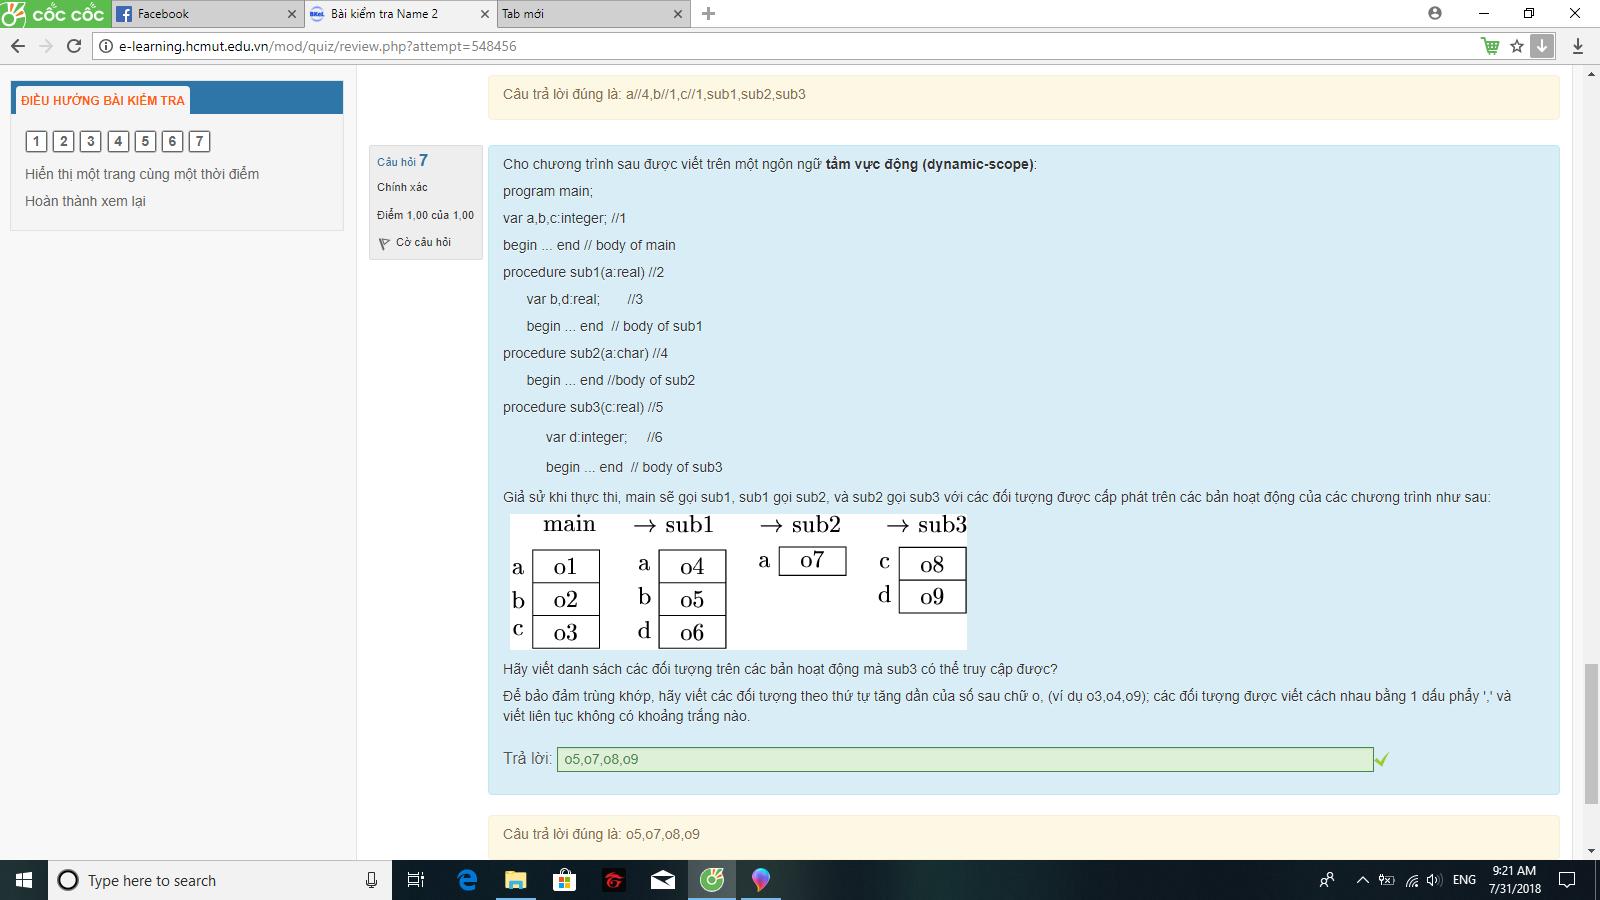 cốc cốc
Facebook
Bài kiểm tra Name 2
Tab mới
e-learning.hcmut.edu.vn/mod/quiz/review.php?attempt=548456
ĐIỀU HƯỚNG BÀI KIỂM TRA
1 2 3 4 5 6 7
Hiển thị một trang cùng một thời điểm
Hoàn thành xem lại
Câu trả lời đúng là: a//4,b//1,c//1,sub1,sub2,sub3
Câu hỏi 7
Chính xác
Điểm 1,00 của 1,00
Cờ câu hỏi
Cho chương trình sau được viết trên một ngôn ngữ tầm vực động (dynamic-scope):
program main;
var a,b,c:integer; //1
begin ... end // body of main
procedure sub1(a:real) //2
var b,d:real; //3
begin ... end // body of sub1
procedure sub2(a:char) //4
begin ... end //body of sub2
procedure sub3(c:real) //5
var d:integer; //6
begin ... end // body of sub3
Giả sử khi thực thi, main sẽ gọi sub1, sub1 gọi sub2, và sub2 gọi sub3 với các đối tượng được cấp phát trên các bản hoạt động của các chương trình như sau:
main → sub1 → sub2 → sub3
a o1 a o4 a o7 c o8
b o2 b o5 d o9
c o3 d o6
Hãy viết danh sách các đối tượng trên các bản hoạt động mà sub3 có thể truy cập được?
Để bảo đảm trùng khớp, hãy viết các đối tượng theo thứ tự tăng dần của số sau chữ o, (ví dụ o3,o4,o9); các đối tượng được viết cách nhau bằng 1 dấu phẩy ',' và
viết liên tục không có khoảng trắng nào.
Trả lời: o5,o7,o8,o9
Câu trả lời đúng là: o5,o7,o8,o9
Type here to search
ENG
9:21 AM
7/31/2018